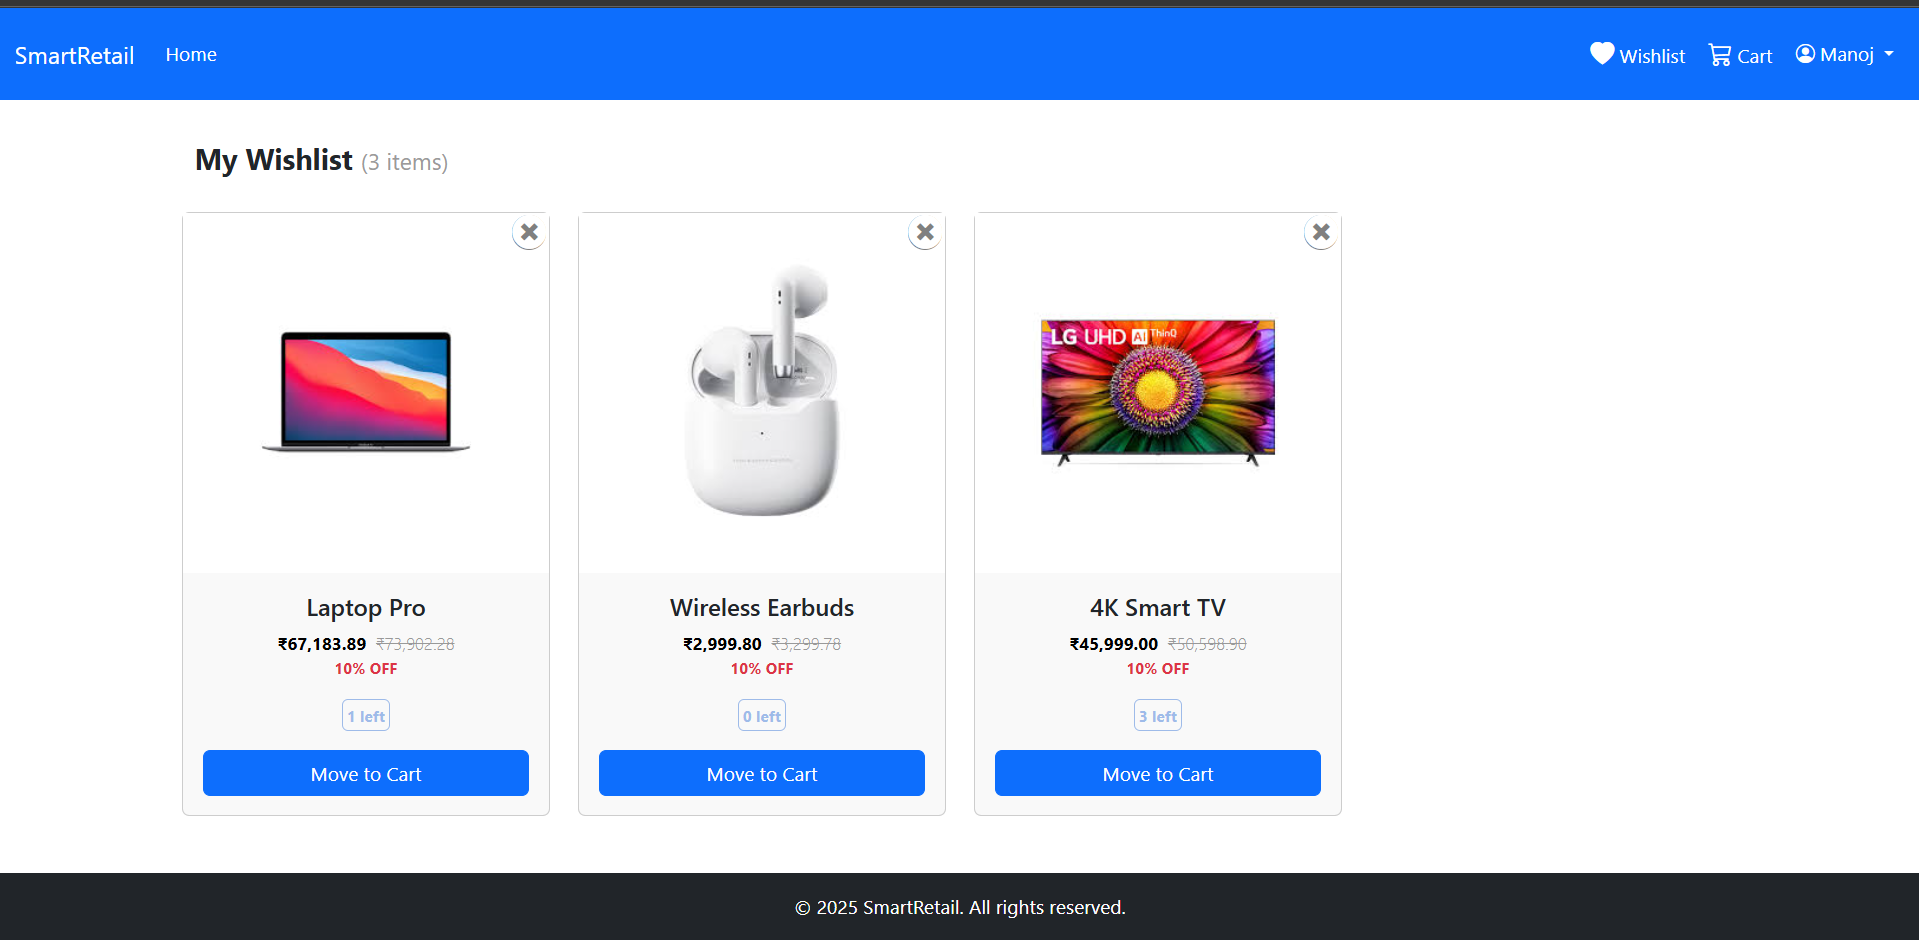 SmartRetail Home Wishlist Cart Manoj
My Wishlist (3 items)
LG UHD AI ThinQ
Laptop Pro
₹67,183.89 ₹73,902.28
10% OFF
1 left
Move to Cart
Wireless Earbuds
₹2,999.80 ₹3,299.78
10% OFF
0 left
Move to Cart
4K Smart TV
₹45,999.00 ₹50,598.90
10% OFF
3 left
Move to Cart
© 2025 SmartRetail. All rights reserved.